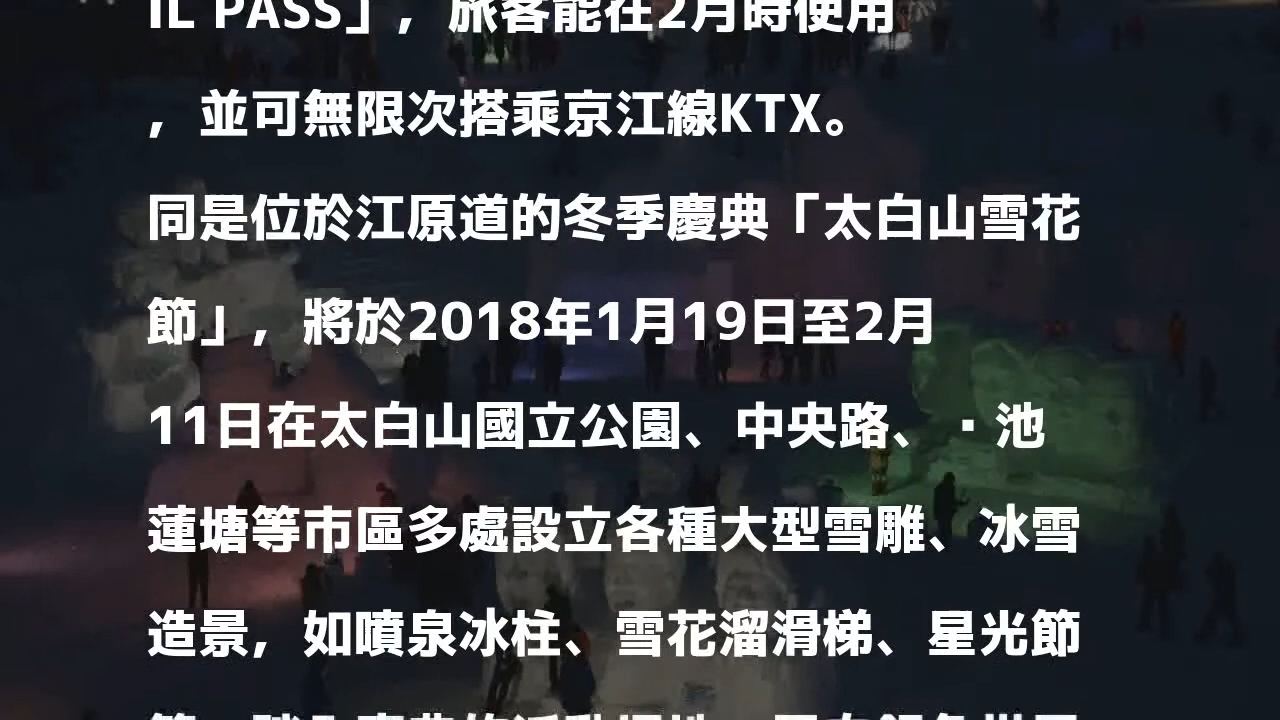 IL PASS」，旅客能在2月時使用
，並可無限次搭乘京江線KTX。
同是位於江原道的冬季慶典「太白山雪花
節」，將於2018年1月19日至2月
11日在太白山國立公園、中央路、▪池
蓮塘等市區多處設立各種大型雪雕、冰雪
造景，如噴泉冰柱、雪花溜滑梯、星光節